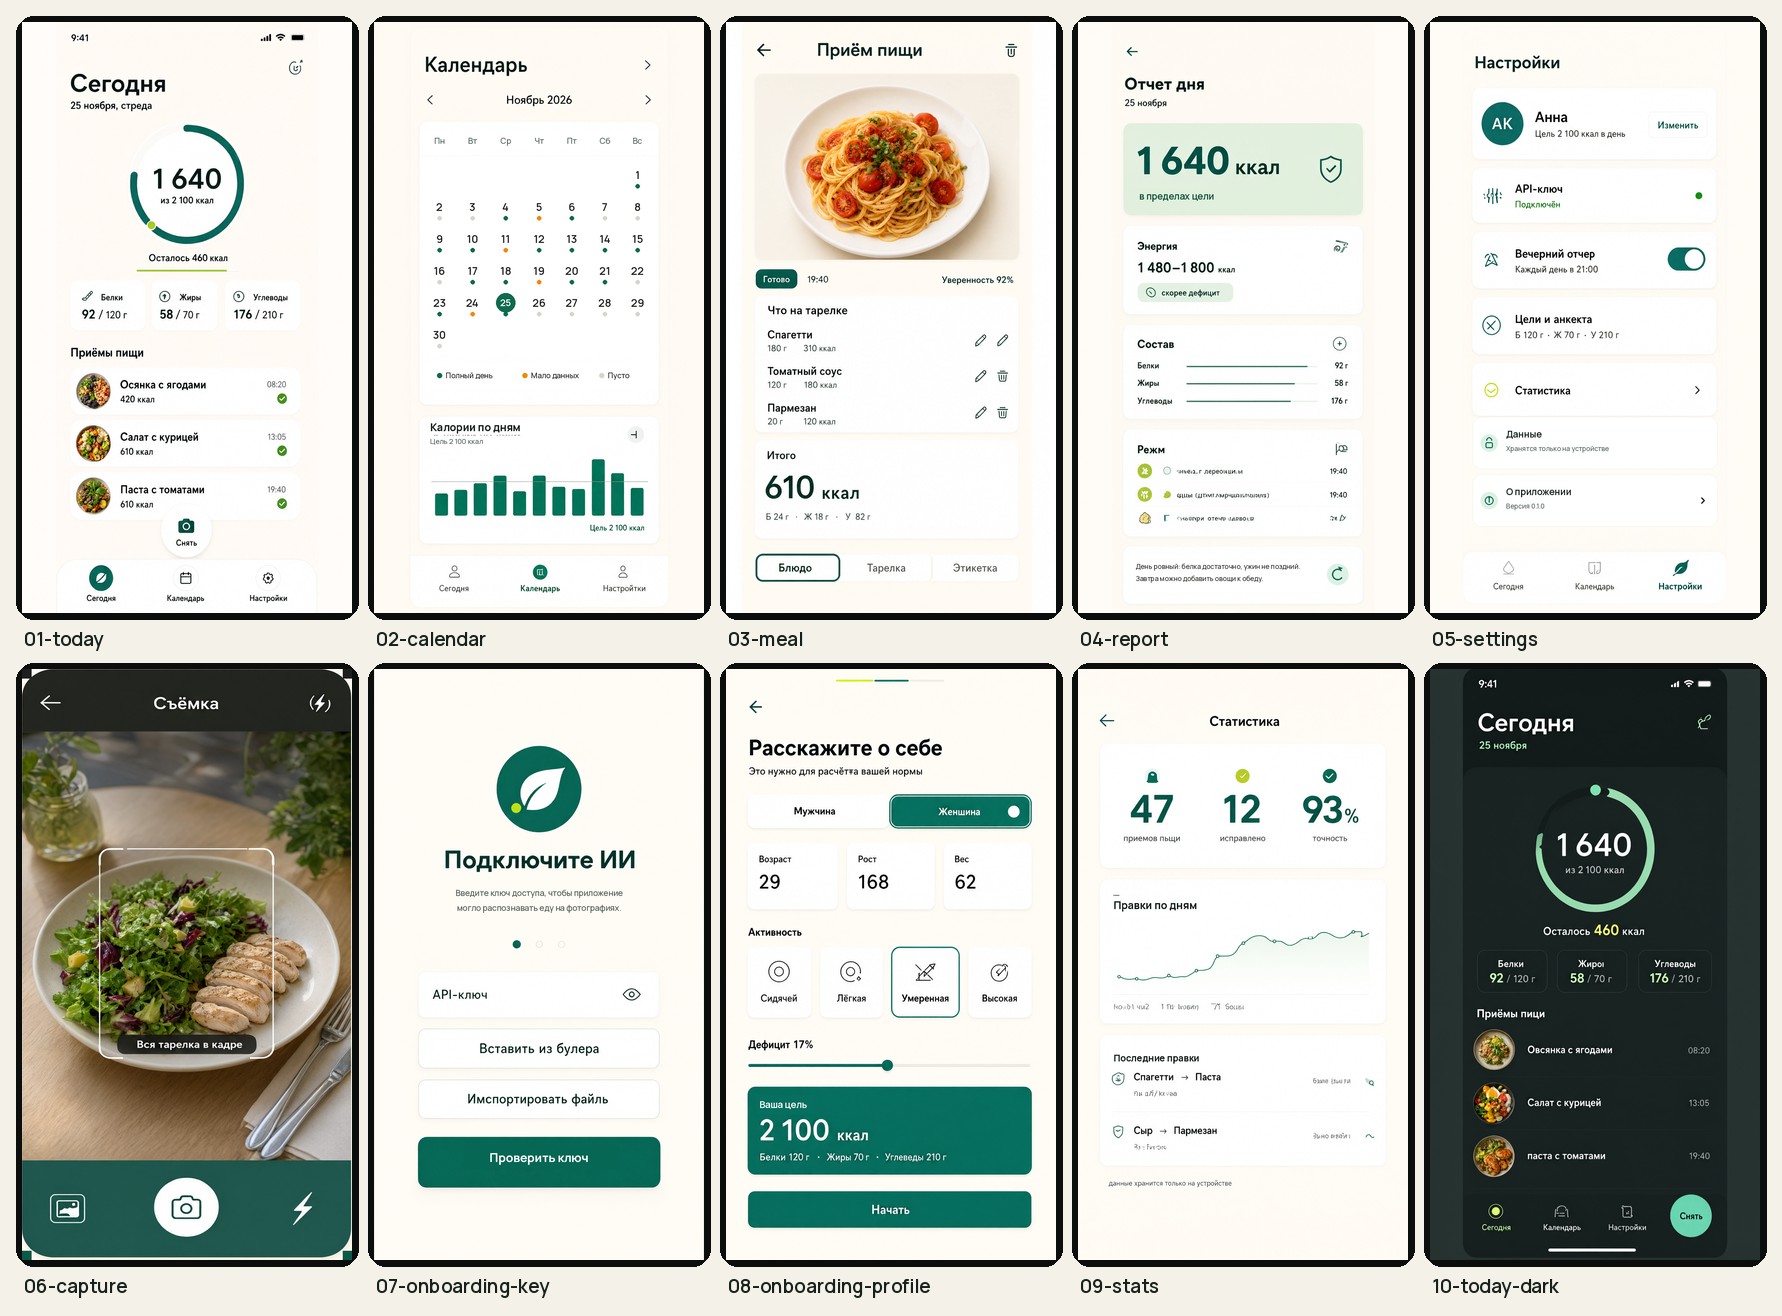 9:41
Сегодня
25 ноября, стреда
1 640
из 2 100 ккал
Осталось 460 ккал
Белки
92 / 120 г
Жиры
58 / 70 г
Углеводы
176 / 210 г
Приёмы пищи
Осянка с ягодами
08:20
420 ккал
Салат с курицей
13:05
610 ккал
Паста с томатами
19:40
610 ккал
Снять
Сегодня
Календарь
Настройки
01-today
Календарь
Ноябрь 2026
Пн Вт Ср Чт Пт Сб Вс
1
2 3 4 5 6 7 8
9 10 11 12 13 14 15
16 17 18 19 20 21 22
23 24 25 26 27 28 29
30
Полный день
Мало данных
Пусто
Калории по дням
Цель 2 100 ккал
Цель 2 100 ккал
Сегодня
Календарь
Настроитки
02-calendar
Приём пищи
Готово
19:40
Уверенность 92%
Что на тарелке
Спагетти
180 г 310 ккал
Томатный соус
120 г 180 ккал
Пармезан
20 г 120 ккал
Итого
610 ккал
Б 24 г · Ж 18 г · У 82 г
Блюдо
Тарелка
Этикетка
03-meal
Отчет дня
25 ноября
1 640 ккал
в пределах цели
Энергия
1 480–1 800 ккал
скорее дефицит
Состав
Белки 92 г
Жиры 58 г
Углеводы 176 г
Режм
19:40
19:40
День ровный: белка достаточно, ужин не поздний.
Завтра можно добавить овощи к обеду.
04-report
Настройки
АК
Анна
Цель 2 100 ккал в день
Изменить
API-ключ
Подключён
Вечерний отчер
Каждый день в 21:00
Цели и анкекта
Б 120 г · Ж 70 г · У 210 г
Статистика
Данные
Хранятся только на устройстве
О приложении
Версия 0.1.0
Сегодня
Календарь
Настройки
05-settings
Съёмка
Вся тарелка в кадре
06-capture
Подключите ИИ
Введите ключ доступа, чтобы приложение
могло распознавать еду на фотографиях.
API-ключ
Вставить из булера
Имспортировать файль
Проверить ключ
07-onboarding-key
Расскажите о себе
Это нужно для расчётта вашей нормы
Мужчина
Женщина
Возраст
29
Рост
168
Вес
62
Активность
Сидячей
Лёгкая
Умеренная
Высокая
Дефицит 17%
Ваша цель
2 100 ккал
Белки 120 г · Жиры 70 г · Углеведы 210 г
Начать
08-onboarding-profile
Статистика
47
приемов пьщи
12
исправлено
93%
точность
Правки по дням
Последние правки
Спагетти → Паста
Сыр → Пармезан
данные хранится только на устройстве
09-stats
9:41
Сегодня
25 ноября
1 640
из 2 100 ккал
Осталось 460 ккал
Белки
92 / 120 г
Жирoı
58 / 70 г
Углеводы
176 / 210 г
Приёмы пици
Овсянка с ягодами
08:20
Салат с курицей
13:05
паста с томатами
19:40
Сегодня
Календарь
Настройки
Снять
10-today-dark